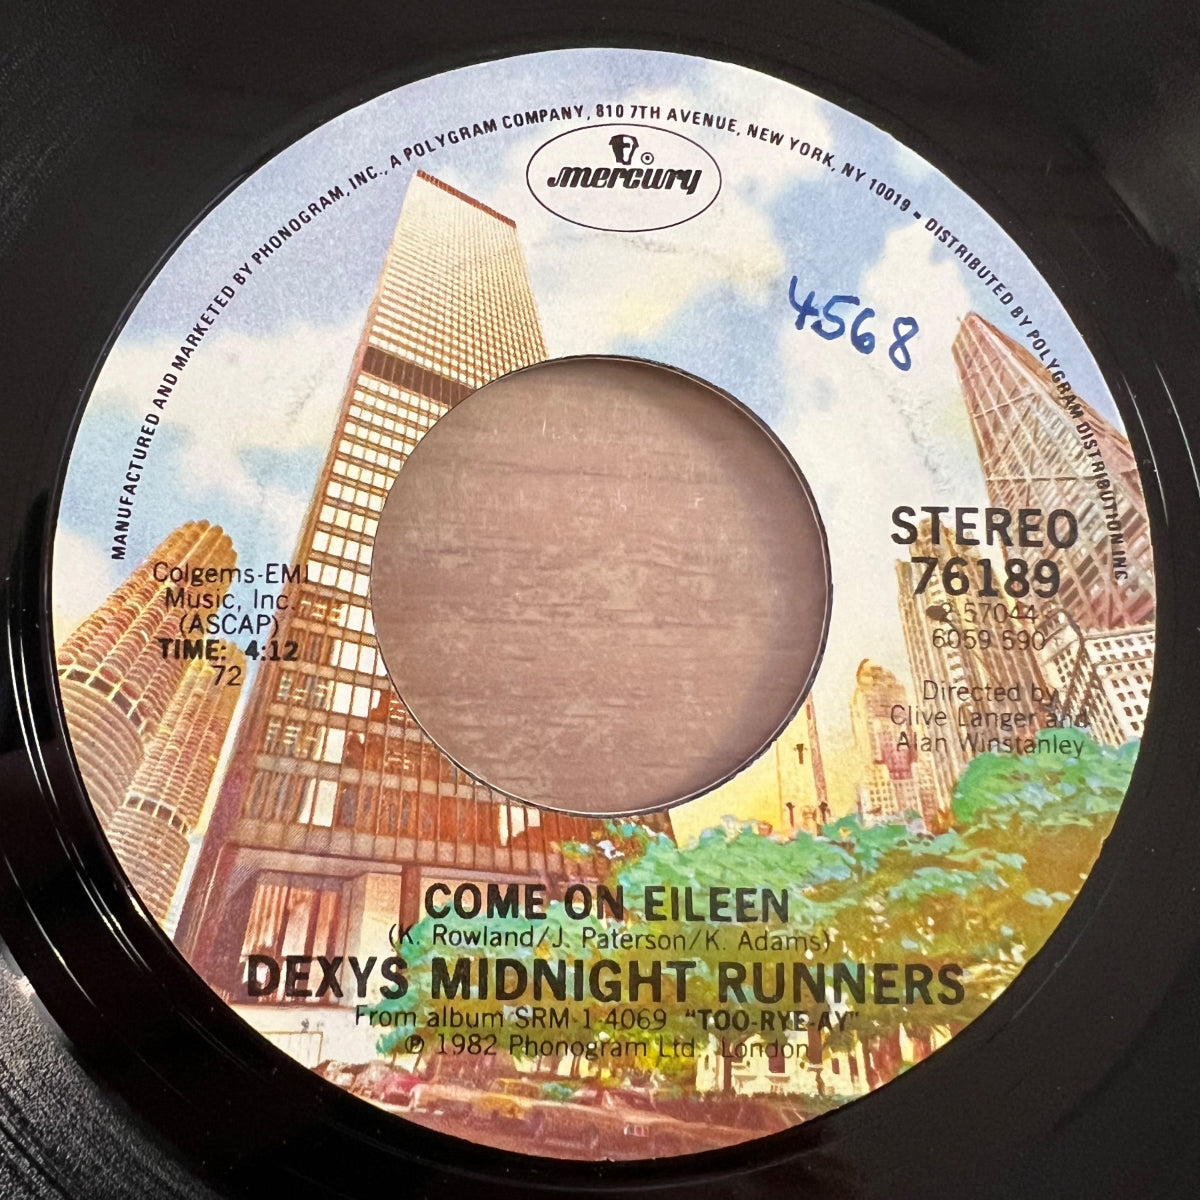 MANUFACTURED AND MARKETED BY PHONOGRAM, INC., A POLYGRAM COMPANY, 810 7TH AVENUE, NEW YORK, NY 10019 • DISTRIBUTED BY POLYGRAM DISTRIBUTION INC
mercury
4568
STEREO
76189
2-57044
6059 590
Directed by
Clive Langer and
Alan Winstanley
Colgems-EMI
Music, Inc.
(ASCAP)
TIME: 4:12
72
COME ON EILEEN
(K. Rowland/J. Paterson/K. Adams)
DEXYS MIDNIGHT RUNNERS
From album SRM-1-4069 "TOO-RYE-AY"
℗ 1982 Phonogram Ltd. London